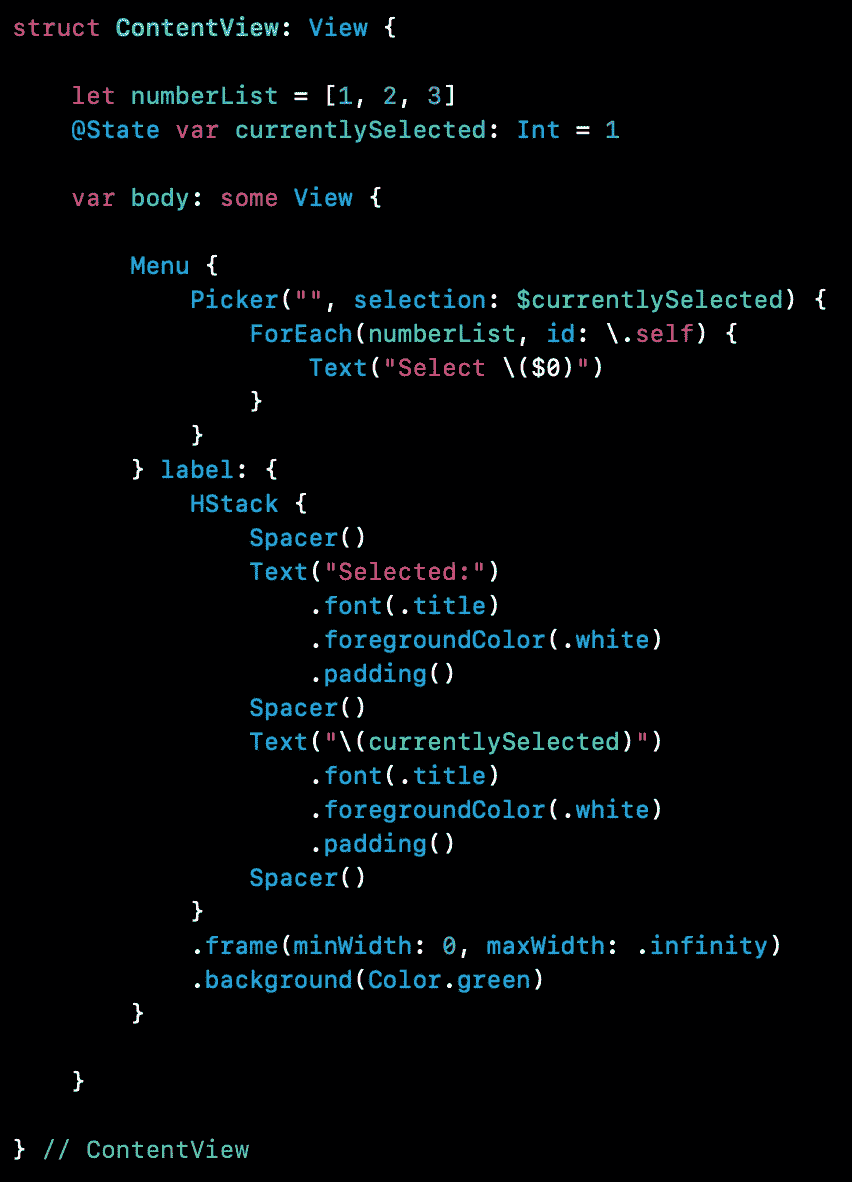 struct ContentView: View {
let numberList = [1, 2, 3]
@State var currentlySelected: Int = 1
var body: some View {
Menu {
Picker("", selection: $currentlySelected) {
ForEach(numberList, id: \.self) {
Text("Select \($0)")
}
}
} label: {
HStack {
Spacer()
Text("Selected:")
.font(.title)
.foregroundColor(.white)
.padding()
Spacer()
Text("\(currentlySelected)")
.font(.title)
.foregroundColor(.white)
.padding()
Spacer()
}
.frame(minWidth: 0, maxWidth: .infinity)
.background(Color.green)
}
}
} // ContentView